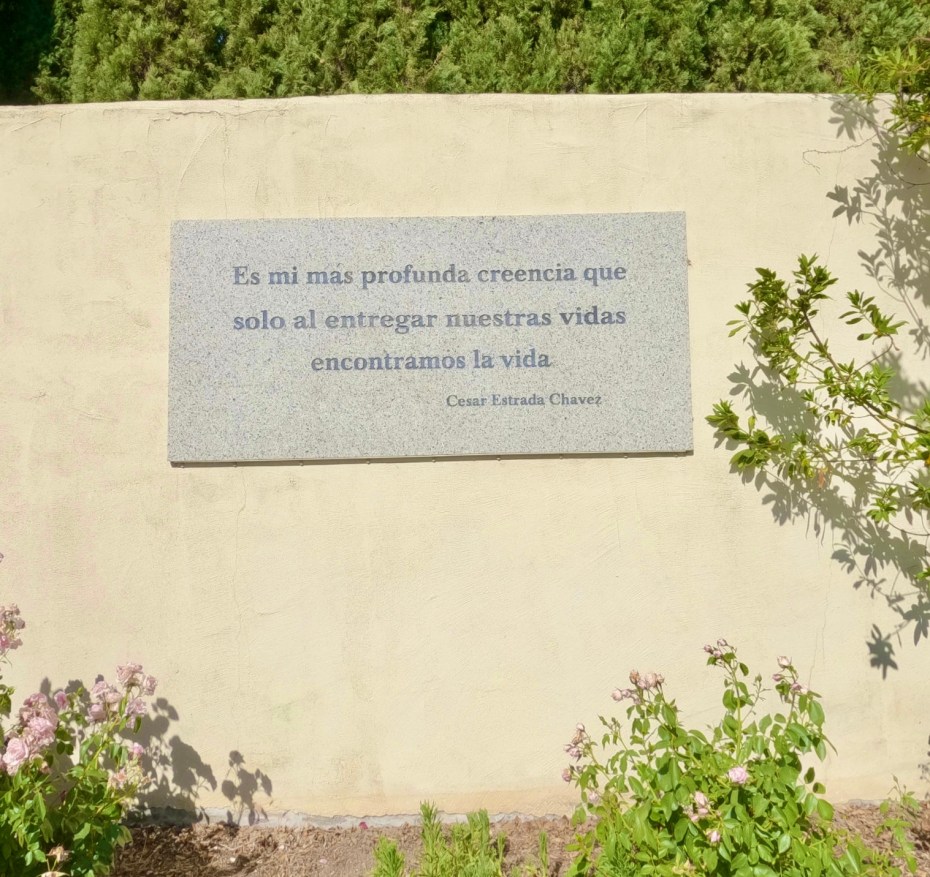 Es mi más profunda creencia que
solo al entregar nuestras vidas
encontramos la vida
Cesar Estrada Chavez